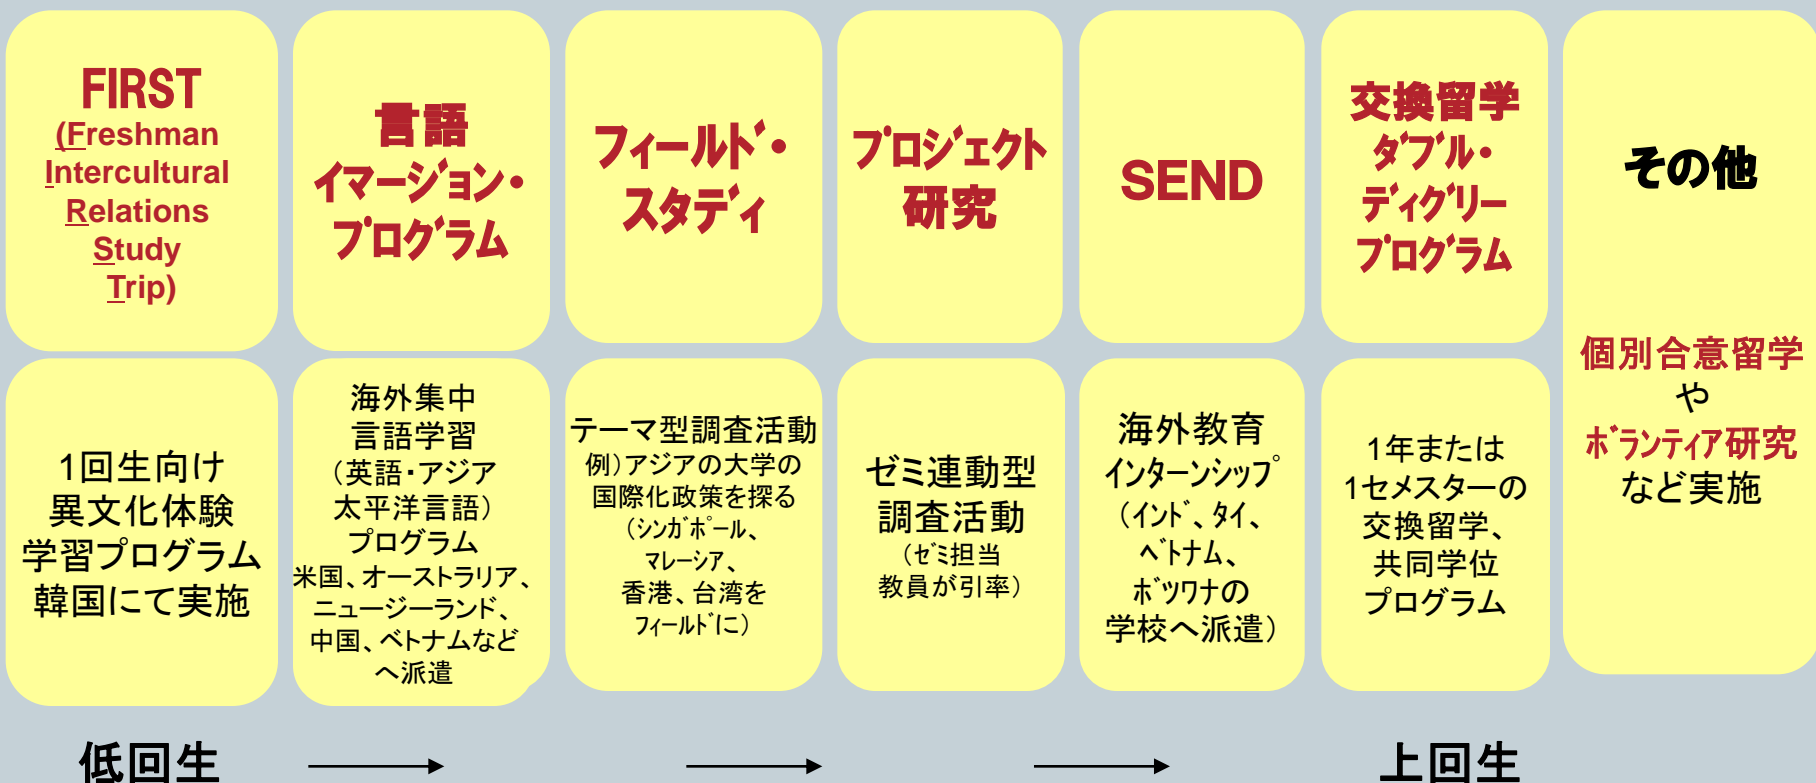 FIRST
(Freshman
Intercultural
Relations
Study
Trip)
1回生向け
異文化体験
学習プログラム
韓国にて実施
言語
イマージョン・
プログラム
海外集中
言語学習
(英語・アジア
太平洋言語)
プログラム
米国、オーストラリア、
ニュージーランド、
中国、ベトナムなど
へ派遣
フィールド・
スタディ
テーマ型調査活動
例)アジアの大学の
国際化政策を探る
(シンガポール、
マレーシア、
香港、台湾を
フィールドに)
プロジェクト
研究
ゼミ連動型
調査活動
(ゼミ担当
教員が引率)
SEND
海外教育
インターンシップ
(インド、タイ、
ベトナム、
ボツワナの
学校へ派遣)
交換留学
ダブル・
ディグリー
プログラム
1年または
1セメスターの
交換留学、
共同学位
プログラム
その他
個別合意留学
や
ボランティア研究
など実施
低回生
上回生